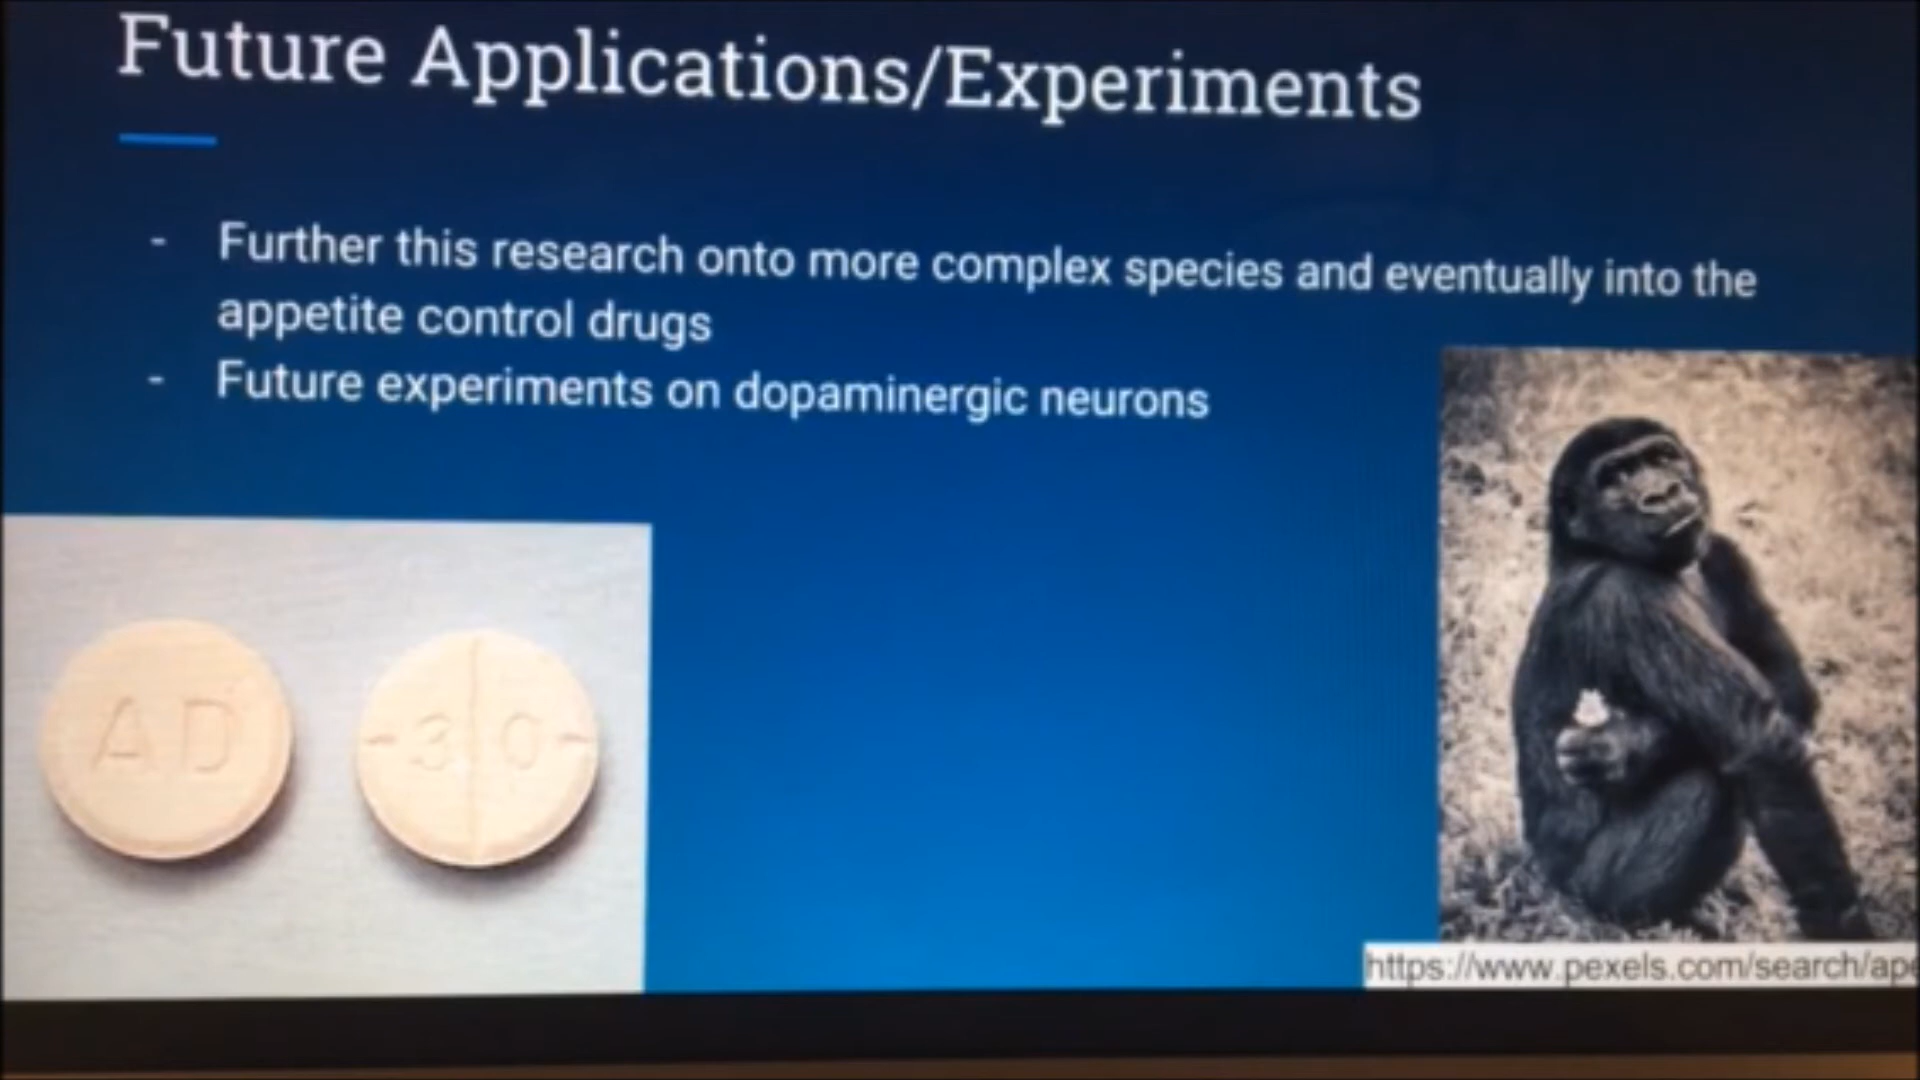 Future Applications/Experiments
- Further this research onto more complex species and eventually into the
appetite control drugs
- Future experiments on dopaminergic neurons
AD
30
https://www.pexels.com/search/ape